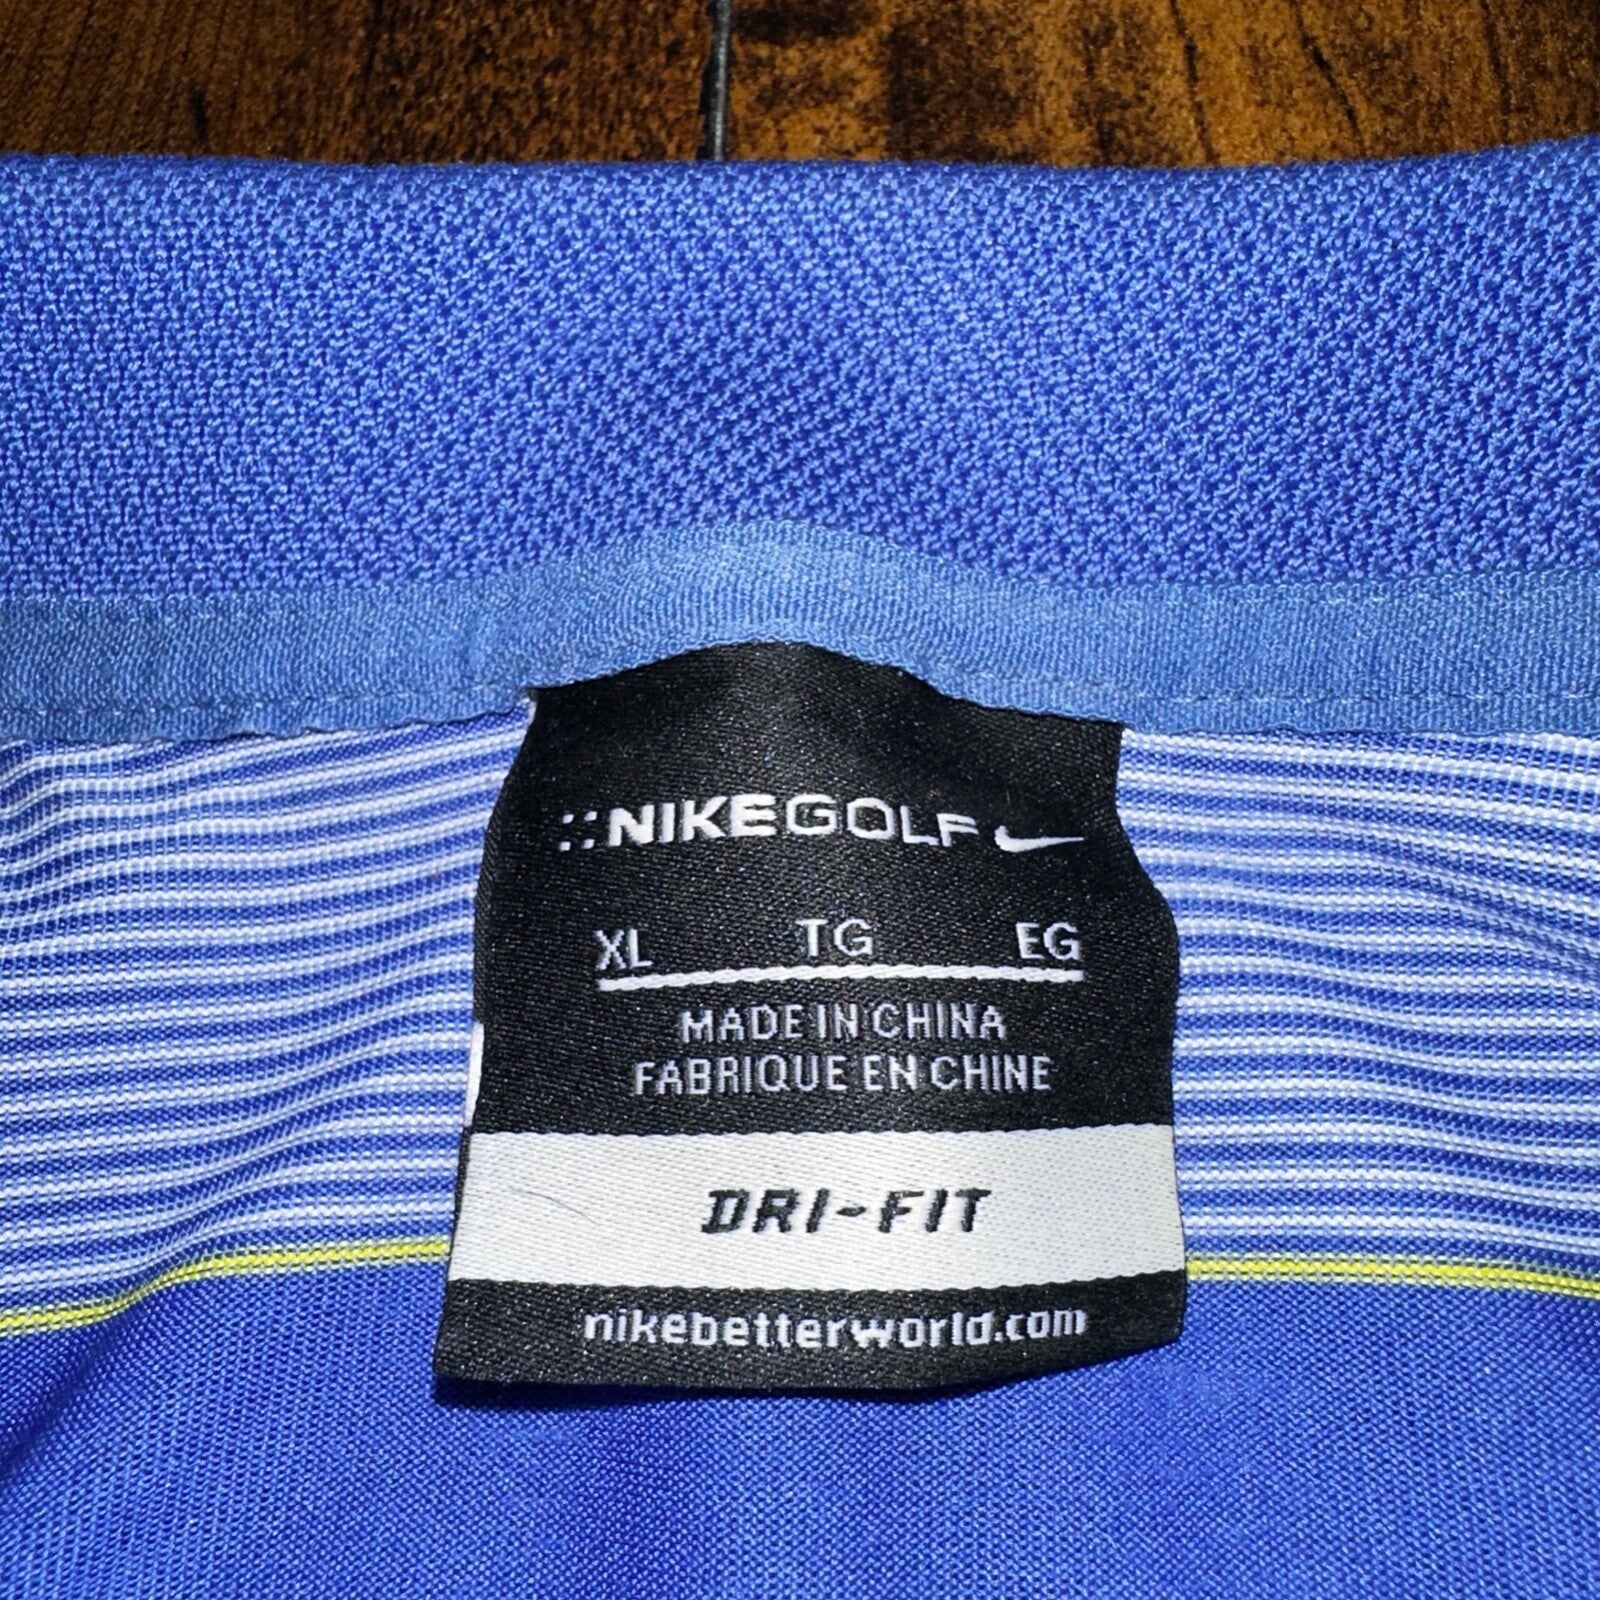 ::NIKEGOLF
XL TG EG
MADE IN CHINA
FABRIQUE EN CHINE
DRI-FIT
nikebetterworld.com